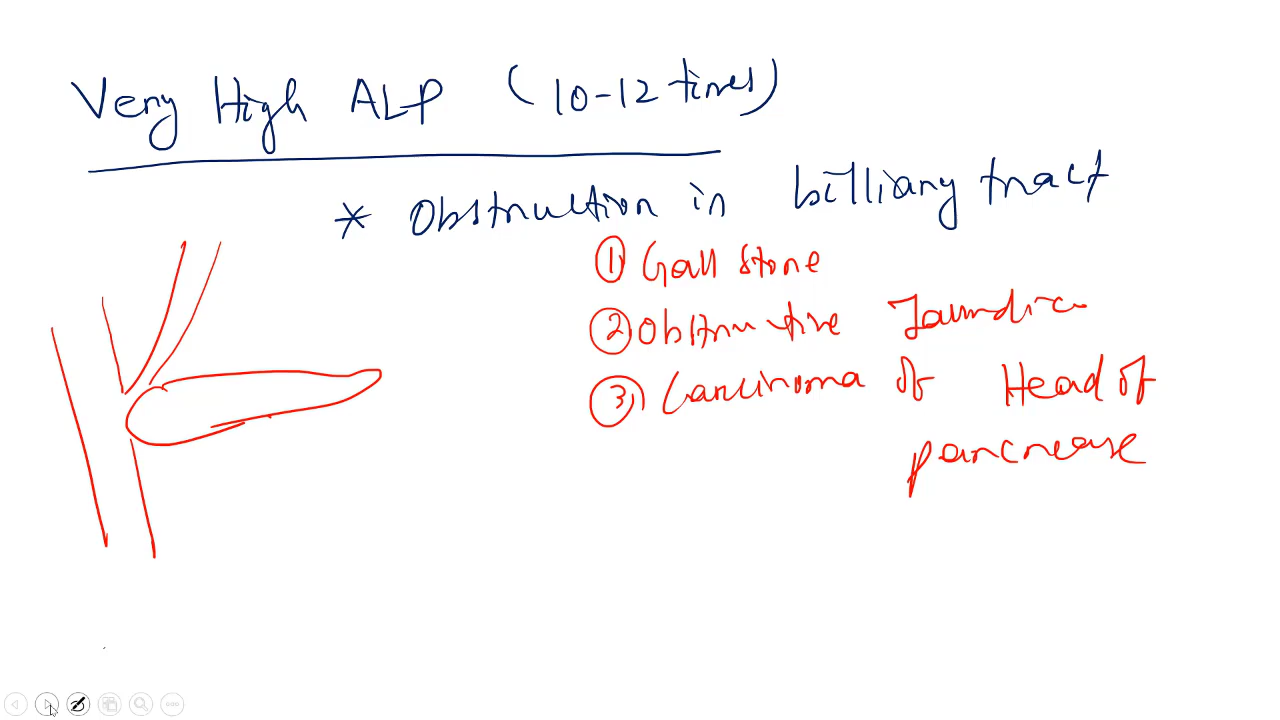 Very High ALP (10-12 times)
* Obstruction in billiary tract
① Gall Stone
② Obstructive Jaundice
③ Carcinoma of Head of
pancrease